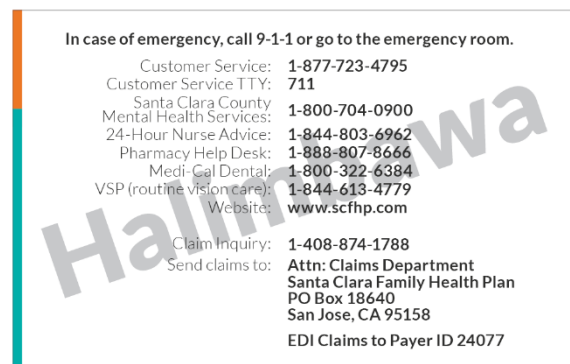 In case of emergency, call 9-1-1 or go to the emergency room.
Customer Service: 1-877-723-4795
Customer Service TTY: 711
Santa Clara County
Mental Health Services: 1-800-704-0900
24-Hour Nurse Advice: 1-844-803-6962
Pharmacy Help Desk: 1-888-807-8666
Medi-Cal Dental: 1-800-322-6384
VSP (routine vision care): 1-844-613-4779
Website: www.scfhp.com
Halimbawa
Claim Inquiry: 1-408-874-1788
Send claims to: Attn: Claims Department
Santa Clara Family Health Plan
PO Box 18640
San Jose, CA 95158
EDI Claims to Payer ID 24077